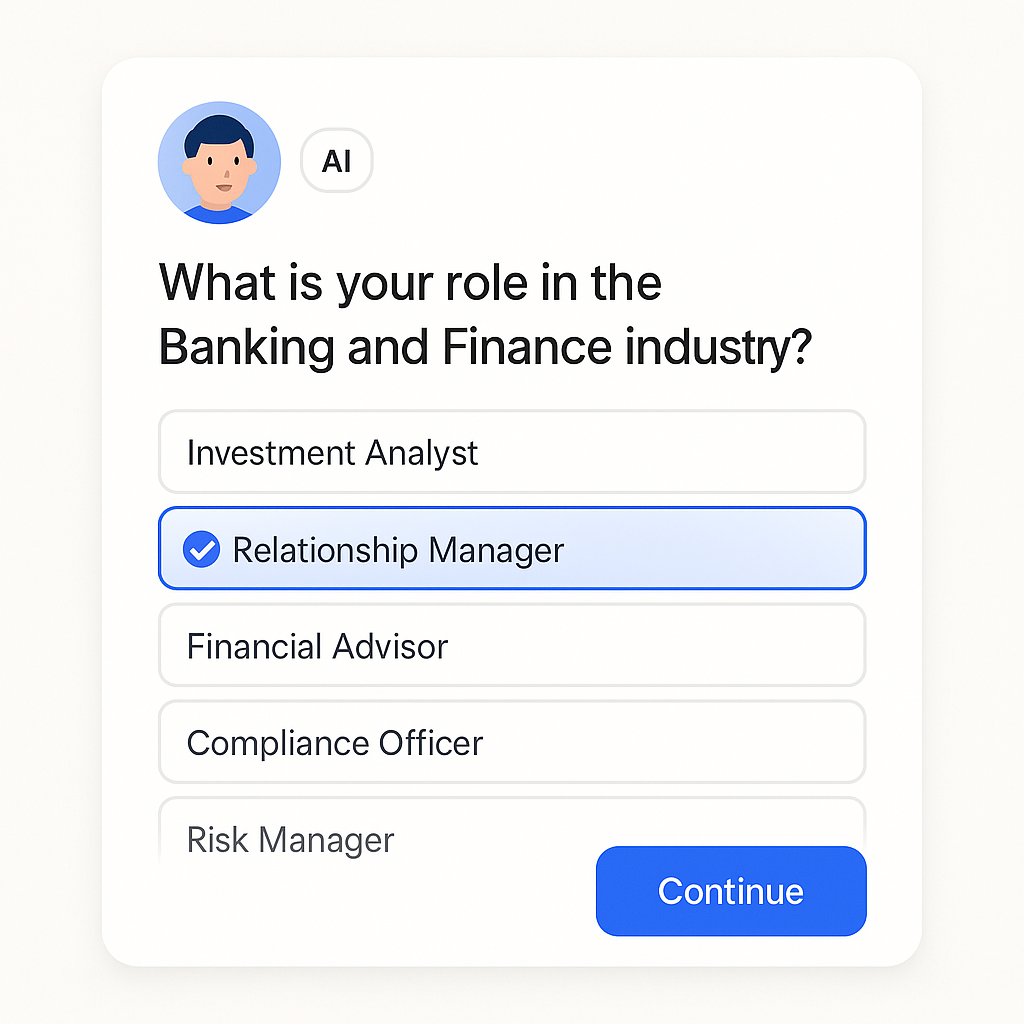 AI
What is your role in the
Banking and Finance industry?
Investment Analyst
Relationship Manager
Financial Advisor
Compliance Officer
Risk Manager
Continue